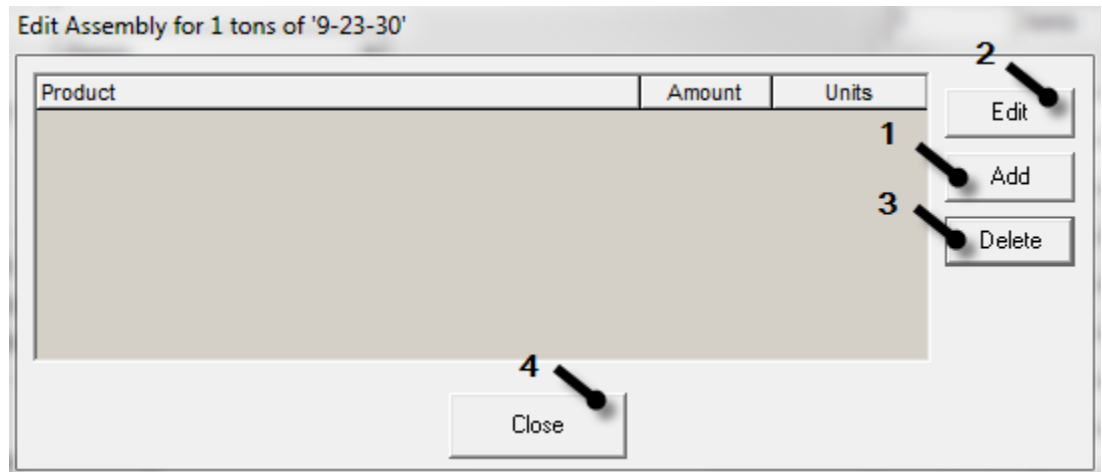 Edit Assembly for 1 tons of '9-23-30'
2
Product Amount Units
Edit
1
Add
3
Delete
4
Close